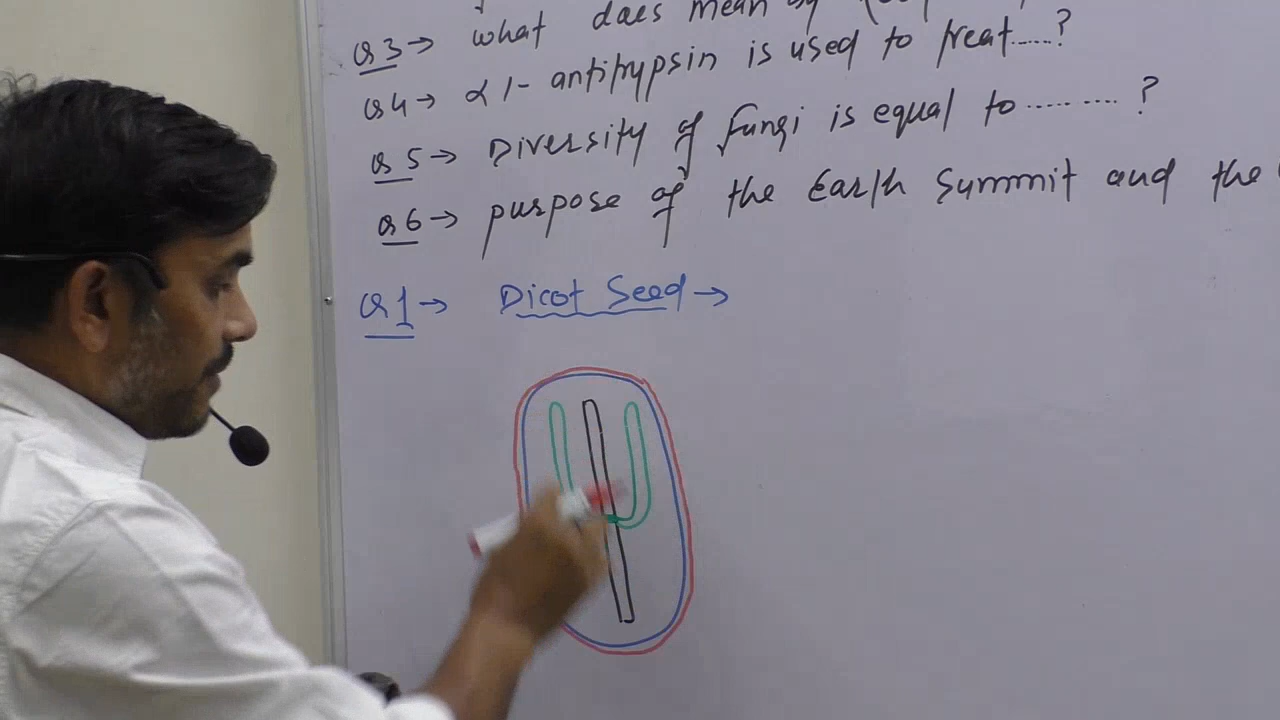 Q3→ what does mean by
Q4→ α1- antitrypsin is used to treat.....?
Q5→ Diversity of fungi is equal to .........?
Q6→ purpose of the Earth Summit and the
Q1→ Dicot Seed→